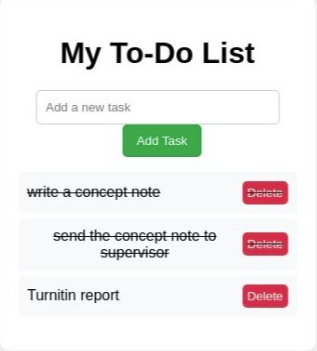 My To-Do List
Add a new task
Add Task
write a concept note
Delete
send the concept note to
supervisor
Delete
Turnitin report
Delete